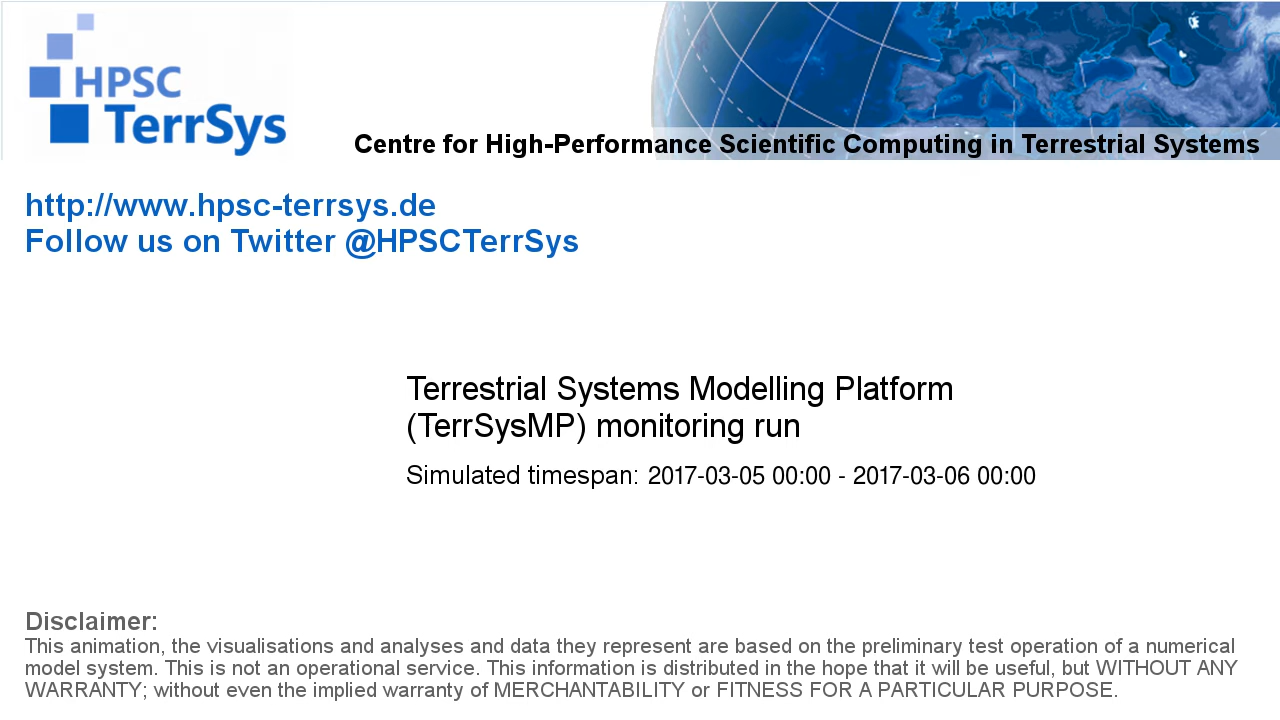 HPSC
TerrSys
Centre for High-Performance Scientific Computing in Terrestrial Systems
http://www.hpsc-terrsys.de
Follow us on Twitter @HPSCTerrSys
Terrestrial Systems Modelling Platform
(TerrSysMP) monitoring run
Simulated timespan: 2017-03-05 00:00 - 2017-03-06 00:00
Disclaimer:
This animation, the visualisations and analyses and data they represent are based on the preliminary test operation of a numerical
model system. This is not an operational service. This information is distributed in the hope that it will be useful, but WITHOUT ANY
WARRANTY; without even the implied warranty of MERCHANTABILITY or FITNESS FOR A PARTICULAR PURPOSE.